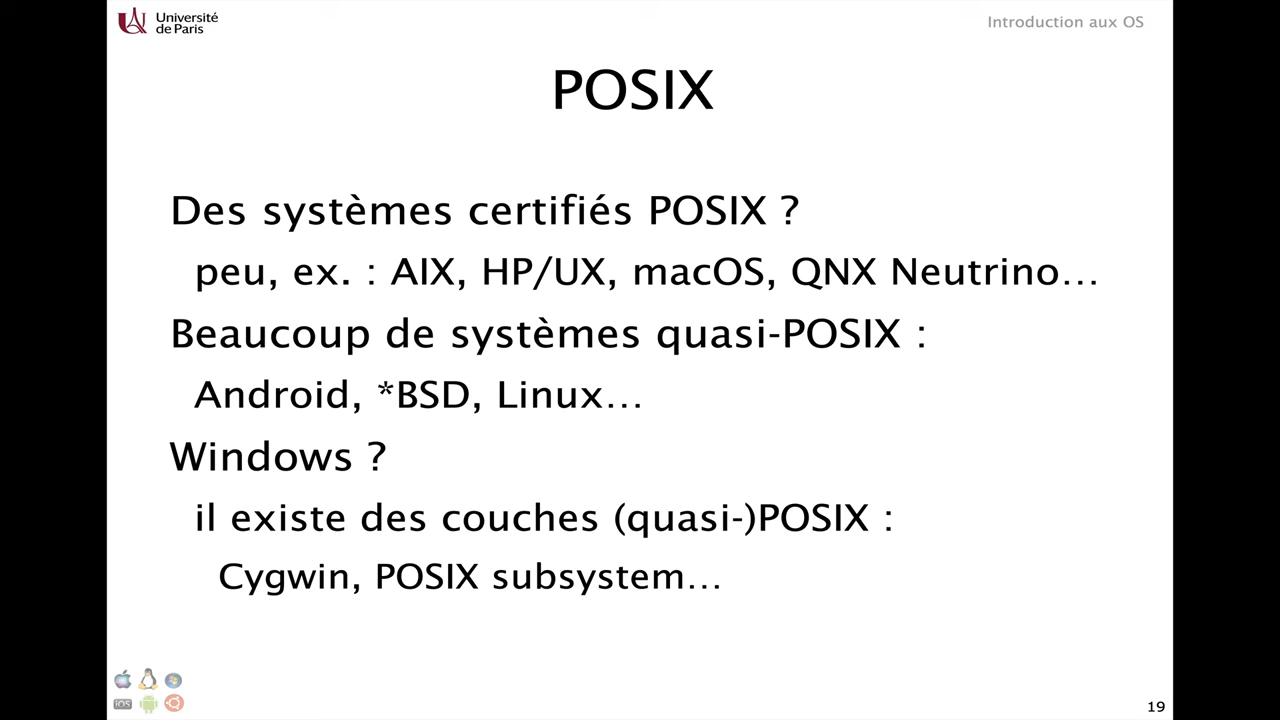 Université
de Paris
Introduction aux OS
POSIX
Des systèmes certifiés POSIX ?
peu, ex. : AIX, HP/UX, macOS, QNX Neutrino…
Beaucoup de systèmes quasi-POSIX :
Android, *BSD, Linux…
Windows ?
il existe des couches (quasi-)POSIX :
Cygwin, POSIX subsystem…
iOS
19